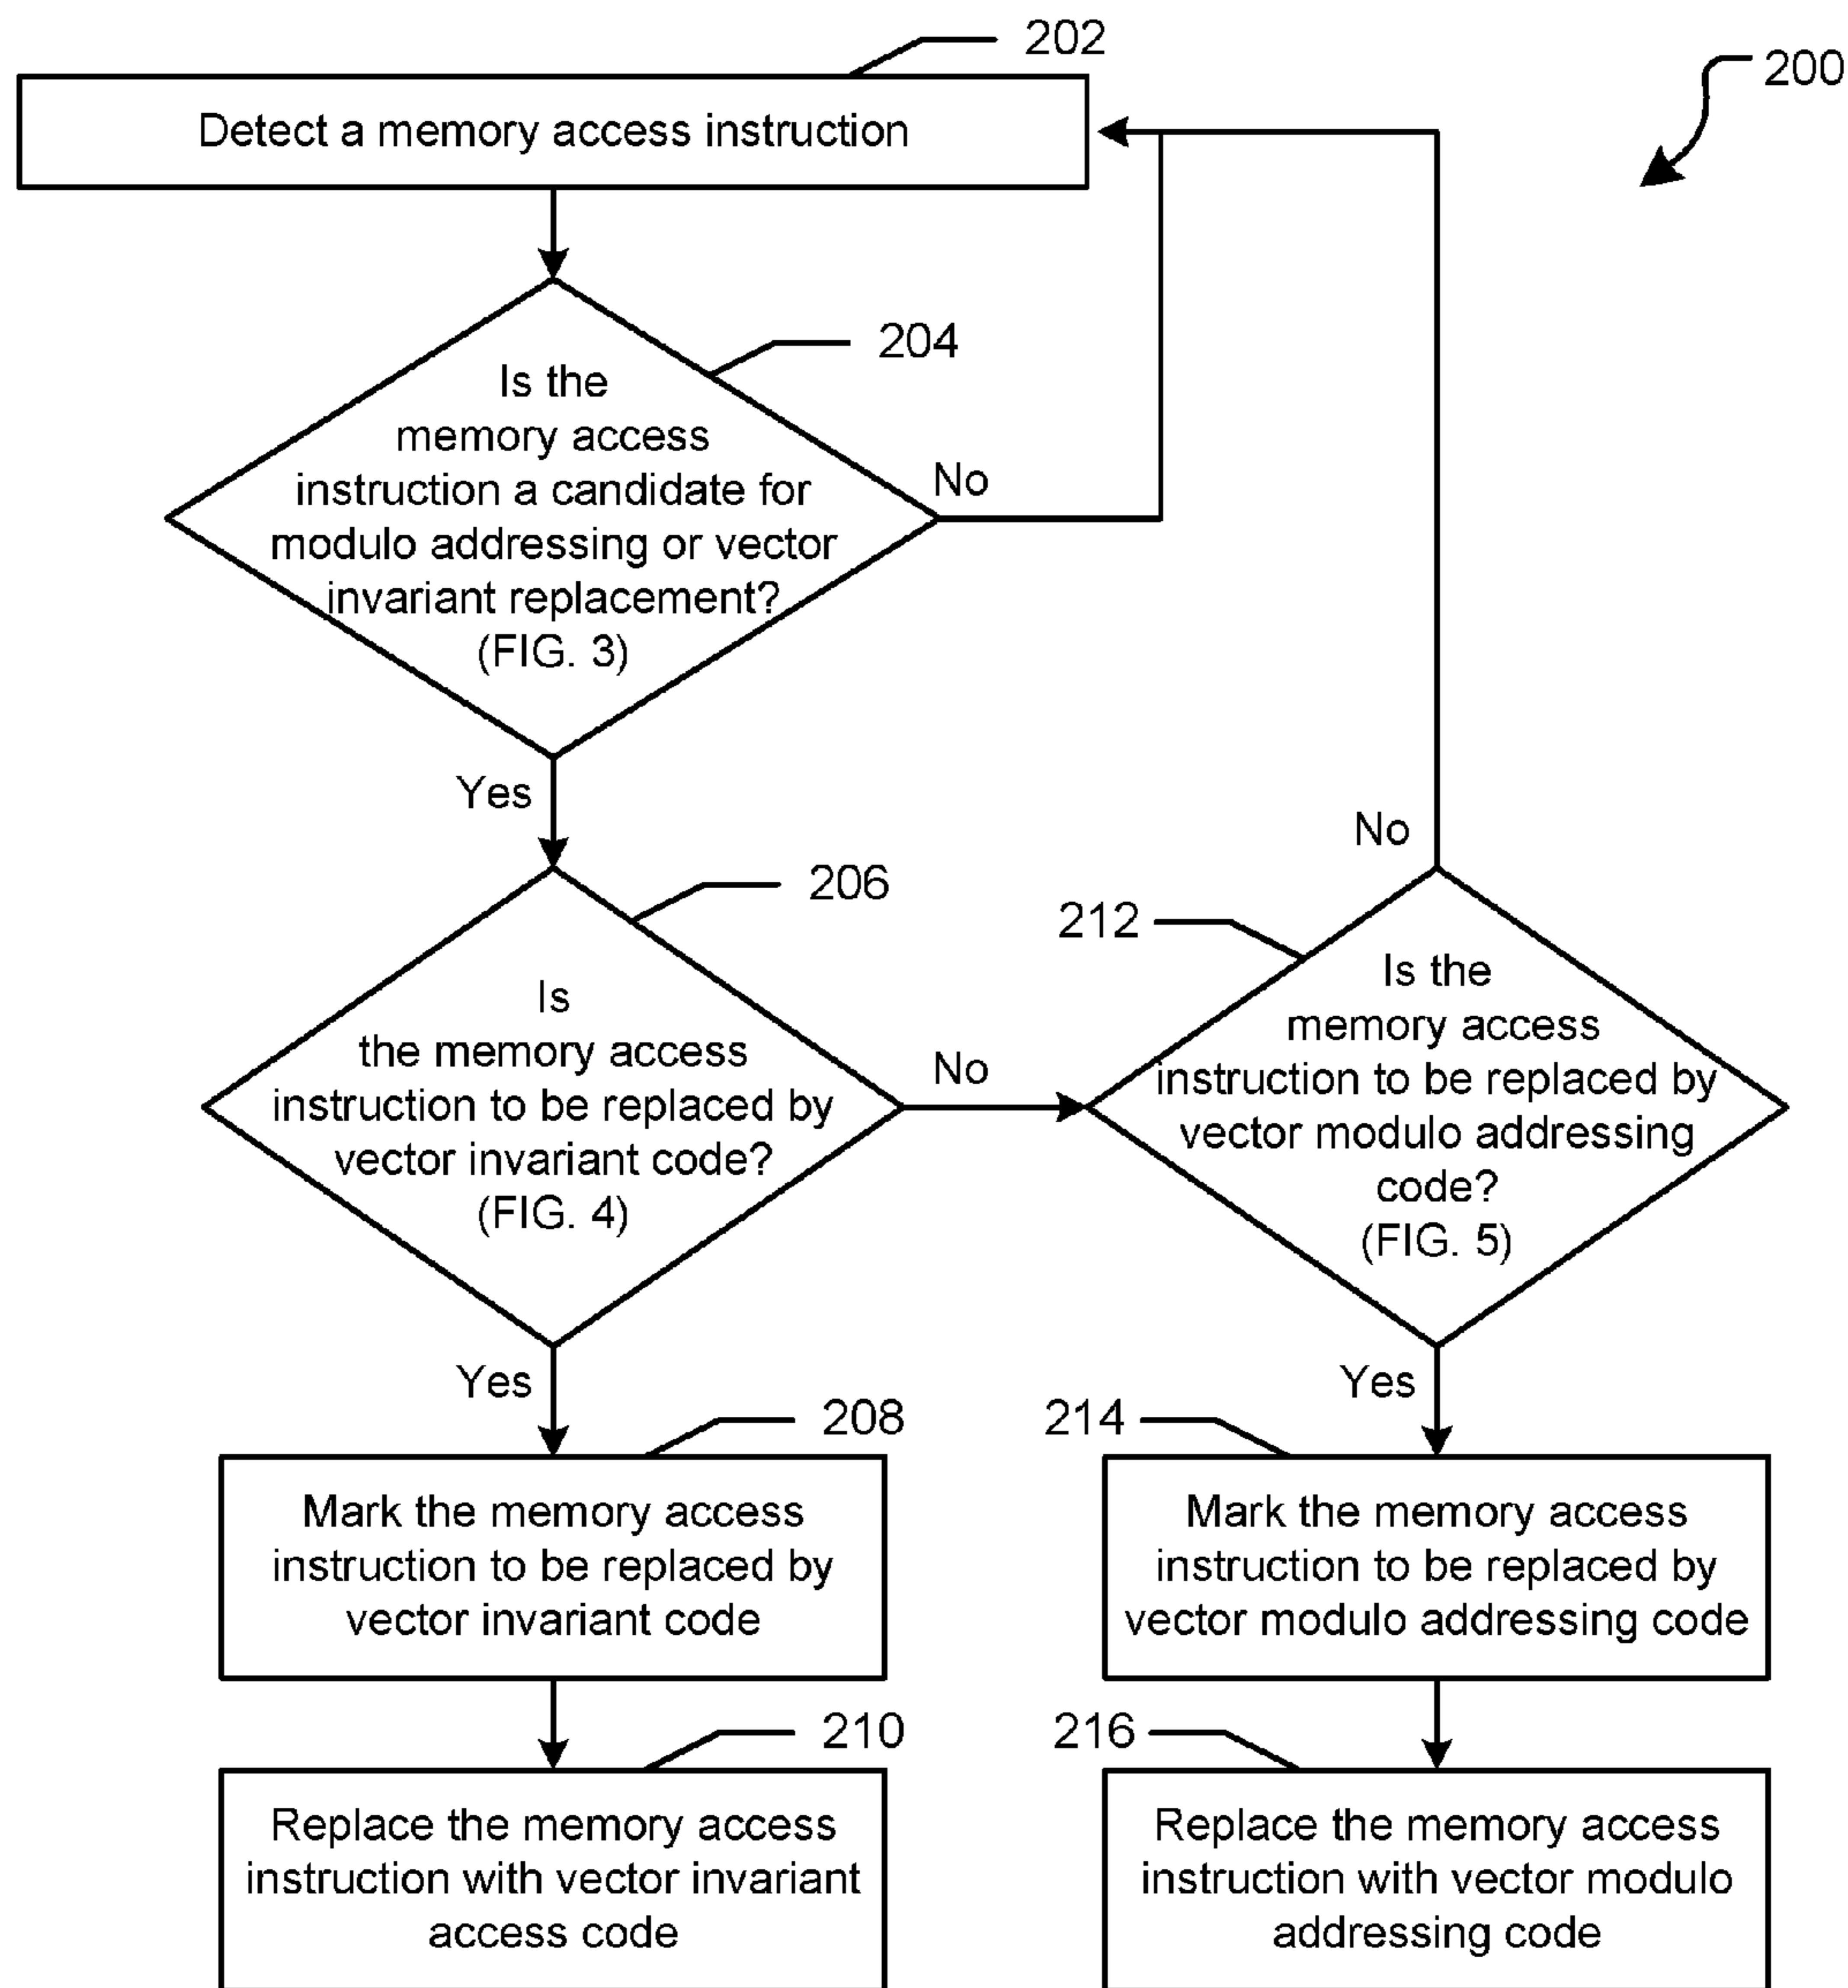 202
200
Detect a memory access instruction
204
Is the
memory access
instruction a candidate for
modulo addressing or vector
invariant replacement?
(FIG. 3)
No
Yes
No
206
212
Is
the memory access
instruction to be replaced by
vector invariant code?
(FIG. 4)
No
Is the
memory access
instruction to be replaced by
vector modulo addressing
code?
(FIG. 5)
Yes
Yes
208
214
Mark the memory access
instruction to be replaced by
vector invariant code
Mark the memory access
instruction to be replaced by
vector modulo addressing code
210
216
Replace the memory access
instruction with vector invariant
access code
Replace the memory access
instruction with vector modulo
addressing code